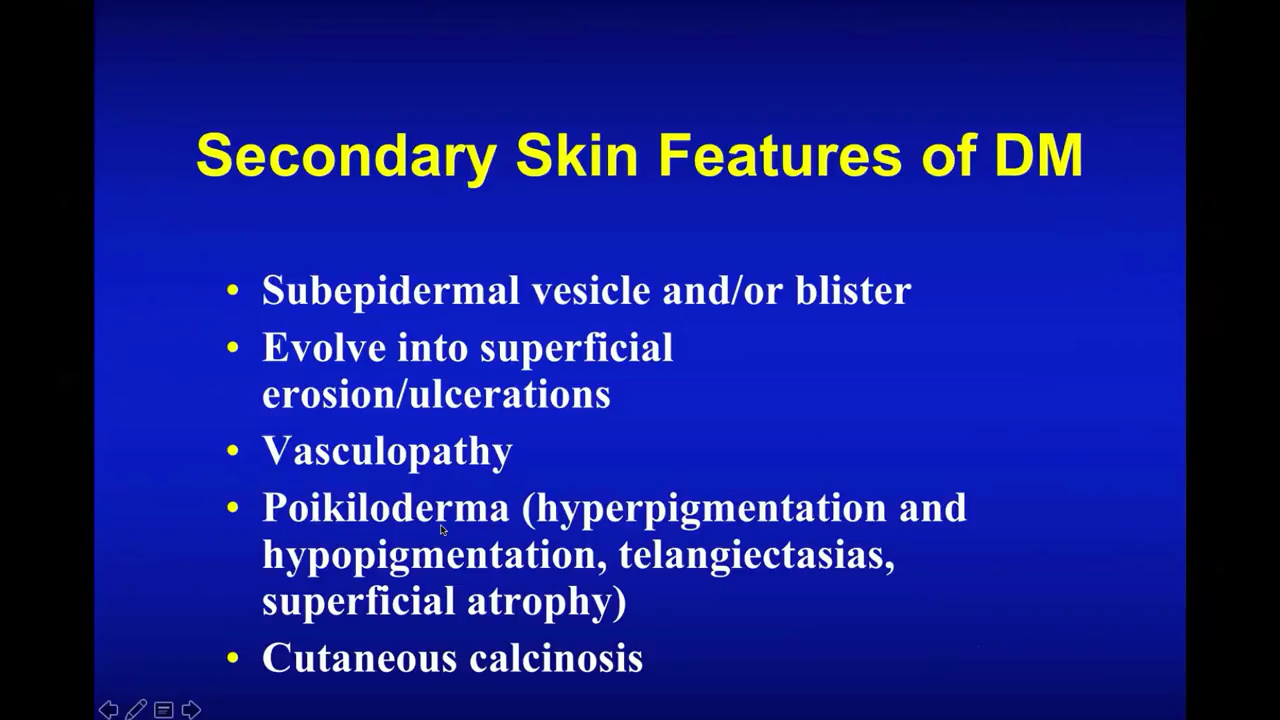 Secondary Skin Features of DM
• Subepidermal vesicle and/or blister
• Evolve into superficial
erosion/ulcerations
• Vasculopathy
• Poikiloderma (hyperpigmentation and
hypopigmentation, telangiectasias,
superficial atrophy)
• Cutaneous calcinosis